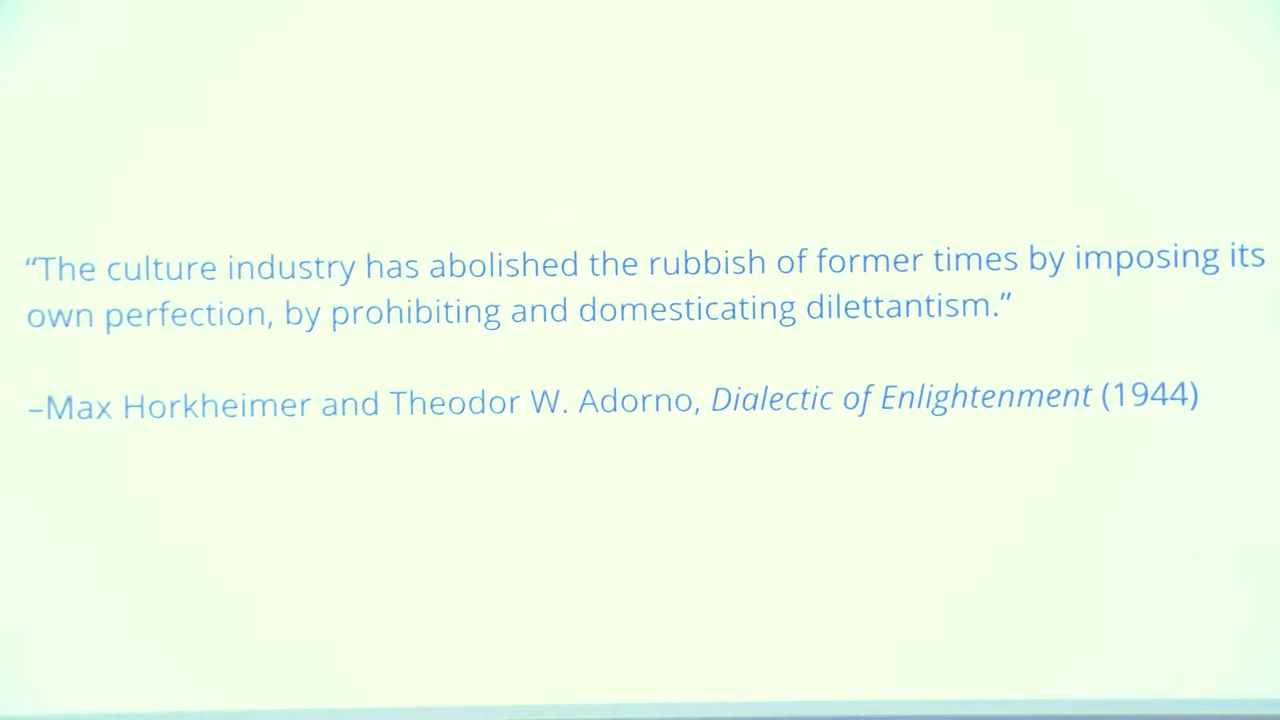 “The culture industry has abolished the rubbish of former times by imposing its
own perfection, by prohibiting and domesticating dilettantism.”
–Max Horkheimer and Theodor W. Adorno, Dialectic of Enlightenment (1944)